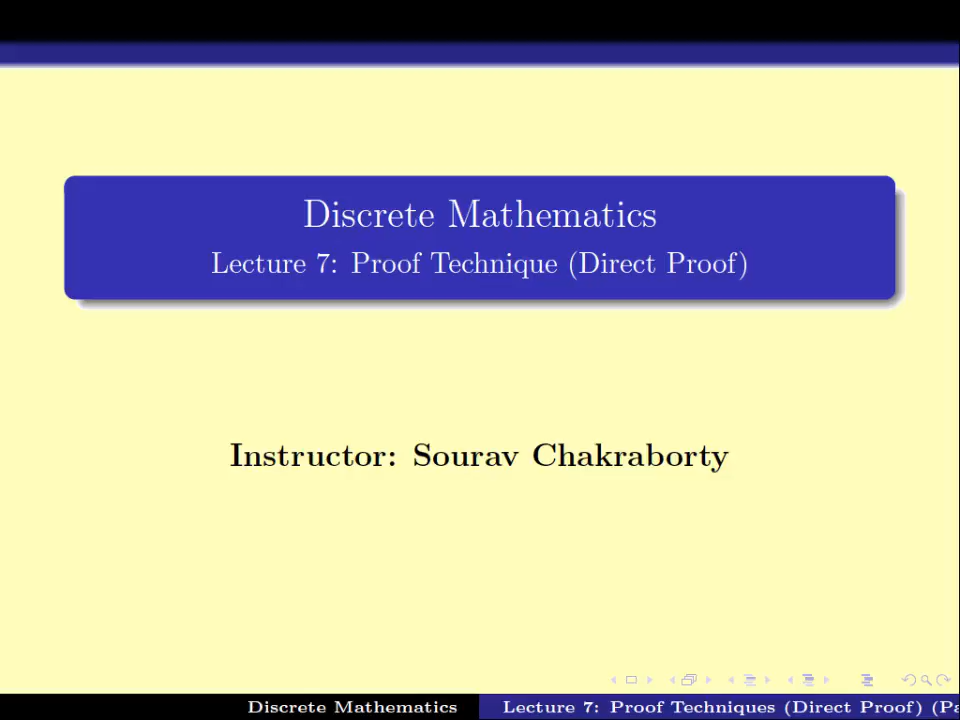 Discrete Mathematics
Lecture 7: Proof Technique (Direct Proof)
Instructor: Sourav Chakraborty
Discrete Mathematics
Lecture 7: Proof Techniques (Direct Proof) (Pa